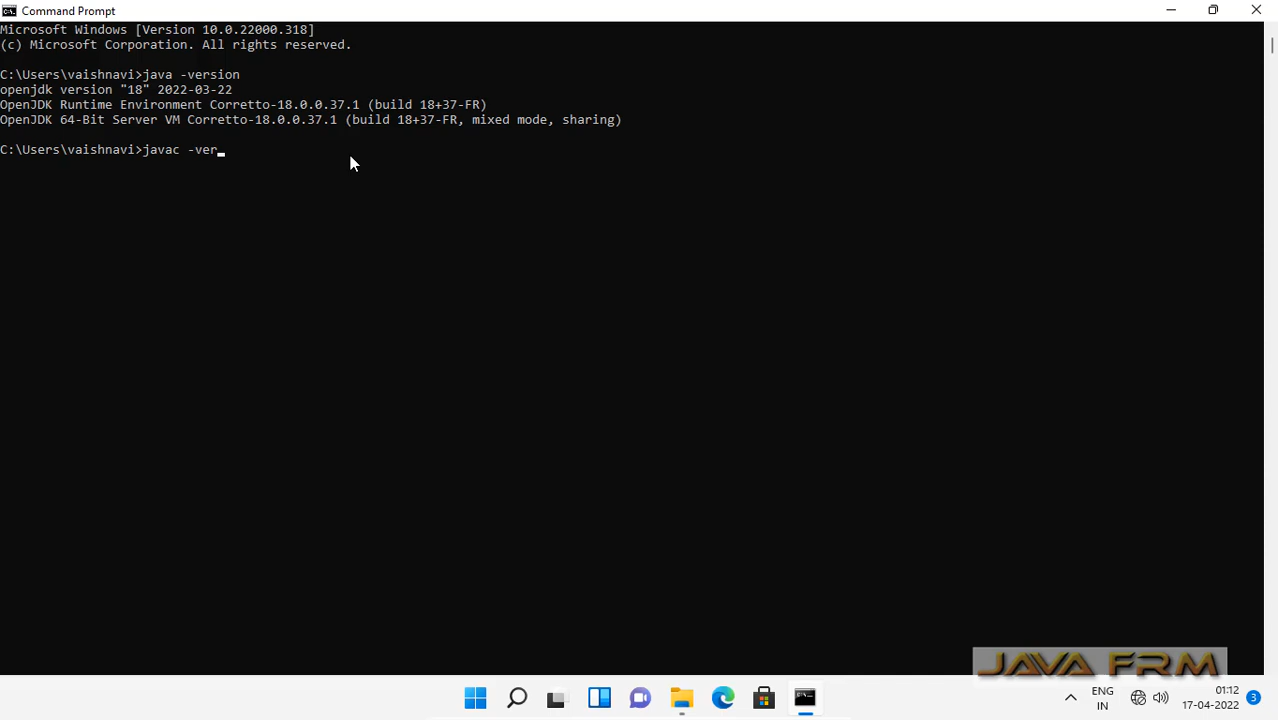 Command Prompt
Microsoft Windows [Version 10.0.22000.318]
(c) Microsoft Corporation. All rights reserved.
C:\Users\vaishnavi>java -version
openjdk version "18" 2022-03-22
OpenJDK Runtime Environment Corretto-18.0.0.37.1 (build 18+37-FR)
OpenJDK 64-Bit Server VM Corretto-18.0.0.37.1 (build 18+37-FR, mixed mode, sharing)
C:\Users\vaishnavi>javac -ver_
JAVA FRM
ENG
IN
01:12
17-04-2022
3